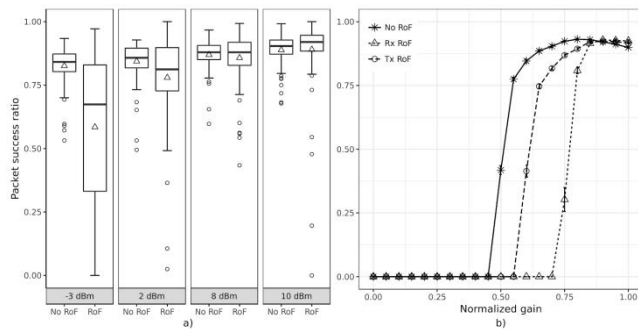 1.00
0.75
0.50
0.25
0.00
Packet success ratio
-3 dBm
2 dBm
8 dBm
10 dBm
No RoF
RoF
No RoF
RoF
No RoF
RoF
No RoF
RoF
a)
No RoF
Rx RoF
Tx RoF
1.00
0.75
0.50
0.25
0.00
0.00
0.25
0.50
0.75
1.00
Normalized gain
b)